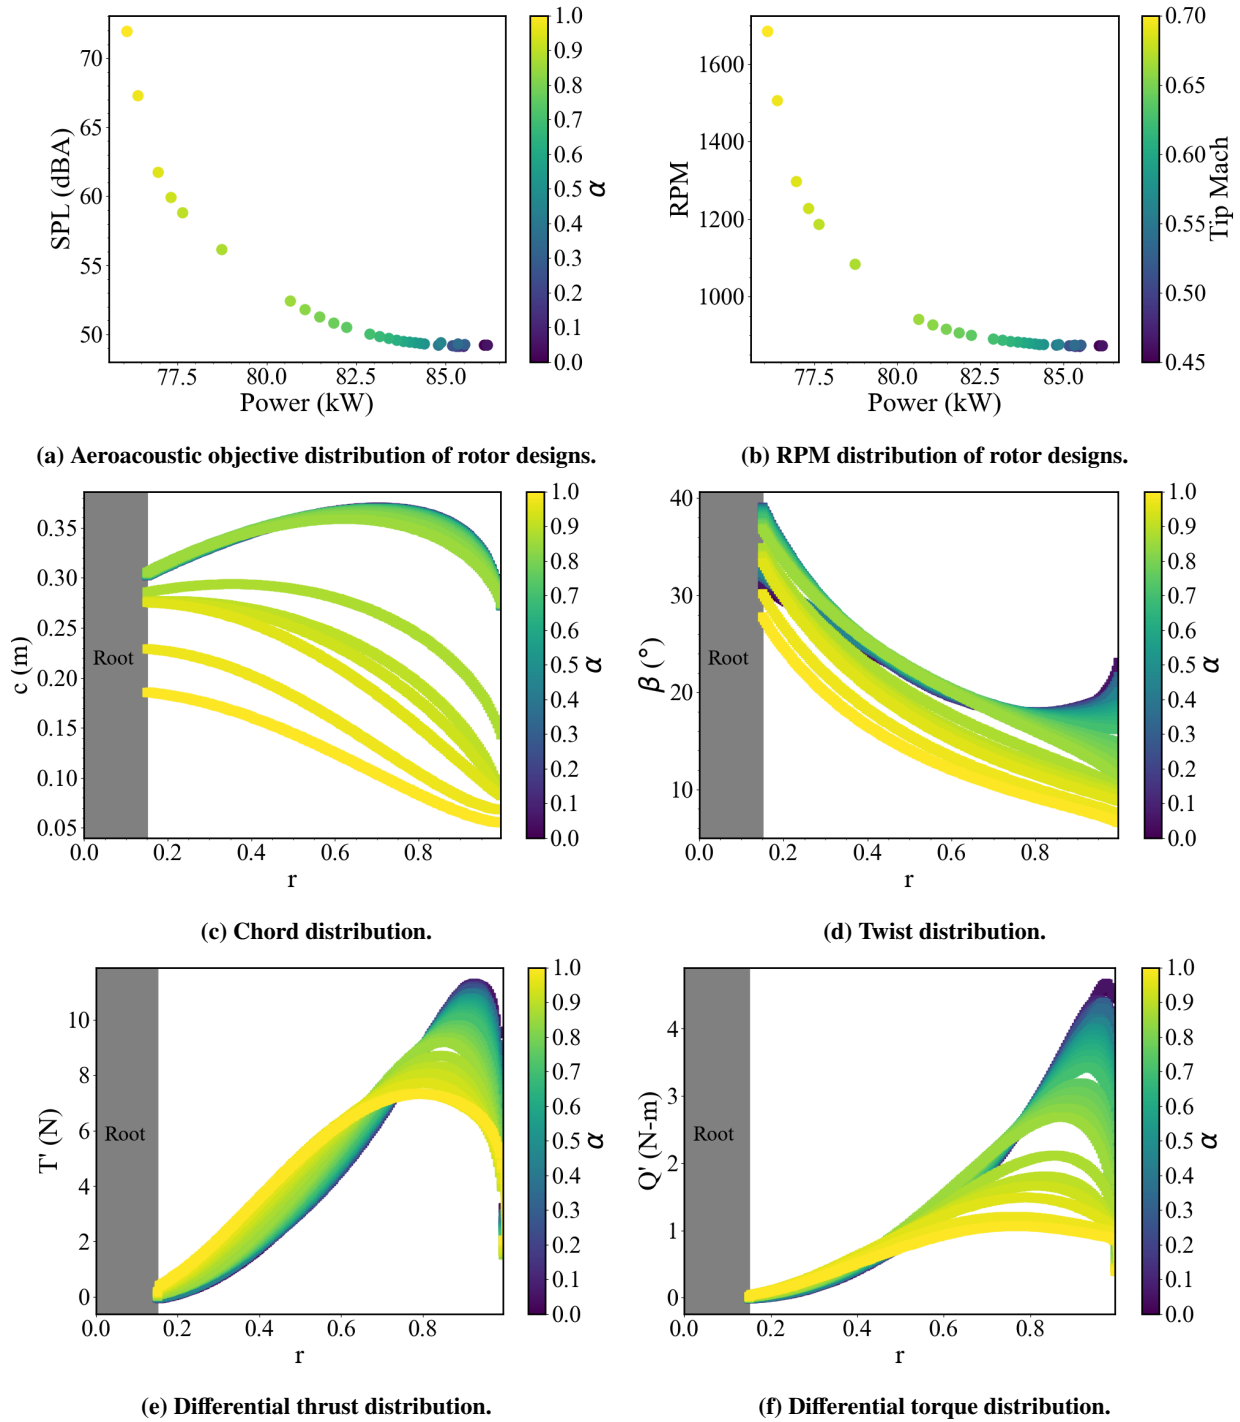 70
65
60
55
50
SPL (dBA)
77.5 80.0 82.5 85.0
Power (kW)
1.0
0.9
0.8
0.7
0.6
0.5
0.4
0.3
0.2
0.1
0.0
α
1600
1400
1200
1000
RPM
77.5 80.0 82.5 85.0
Power (kW)
0.70
0.65
0.60
0.55
0.50
0.45
Tip Mach
(a) Aeroacoustic objective distribution of rotor designs.
(b) RPM distribution of rotor designs.
0.35
0.30
0.25
0.20
0.15
0.10
0.05
c (m)
Root
0.0 0.2 0.4 0.6 0.8
r
1.0
0.9
0.8
0.7
0.6
0.5
0.4
0.3
0.2
0.1
0.0
α
40
30
20
10
β (°)
Root
0.0 0.2 0.4 0.6 0.8
r
1.0
0.9
0.8
0.7
0.6
0.5
0.4
0.3
0.2
0.1
0.0
α
(c) Chord distribution.
(d) Twist distribution.
10
8
6
4
2
0
T' (N)
Root
0.0 0.2 0.4 0.6 0.8
r
1.0
0.9
0.8
0.7
0.6
0.5
0.4
0.3
0.2
0.1
0.0
α
4
3
2
1
0
Q' (N-m)
Root
0.0 0.2 0.4 0.6 0.8
r
1.0
0.9
0.8
0.7
0.6
0.5
0.4
0.3
0.2
0.1
0.0
α
(e) Differential thrust distribution.
(f) Differential torque distribution.